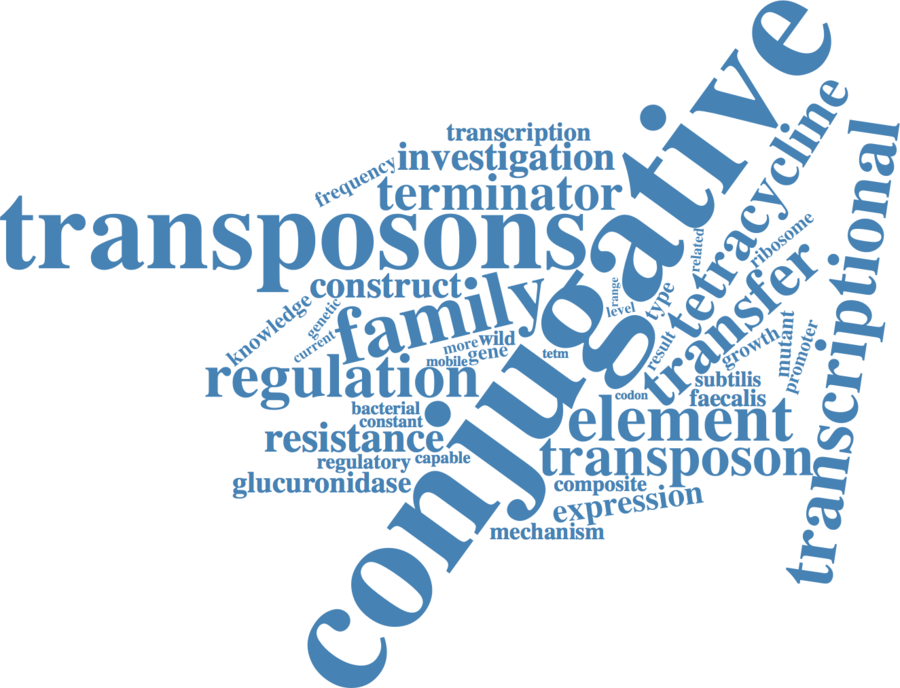 conjugative
transcription
tetracycline
investigation
frequency
terminator
transcriptional
transposons
ribosome
related
transfer
construct
range
level
type
family
knowledge
genetic
current
wild
more
gene
mobile
tetm
result
growth
mutant
promoter
regulation
subtilis
codon
faecalis
bacterial
constant
element
resistance
regulatory
capable
transposon
glucuronidase
composite
expression
mechanism